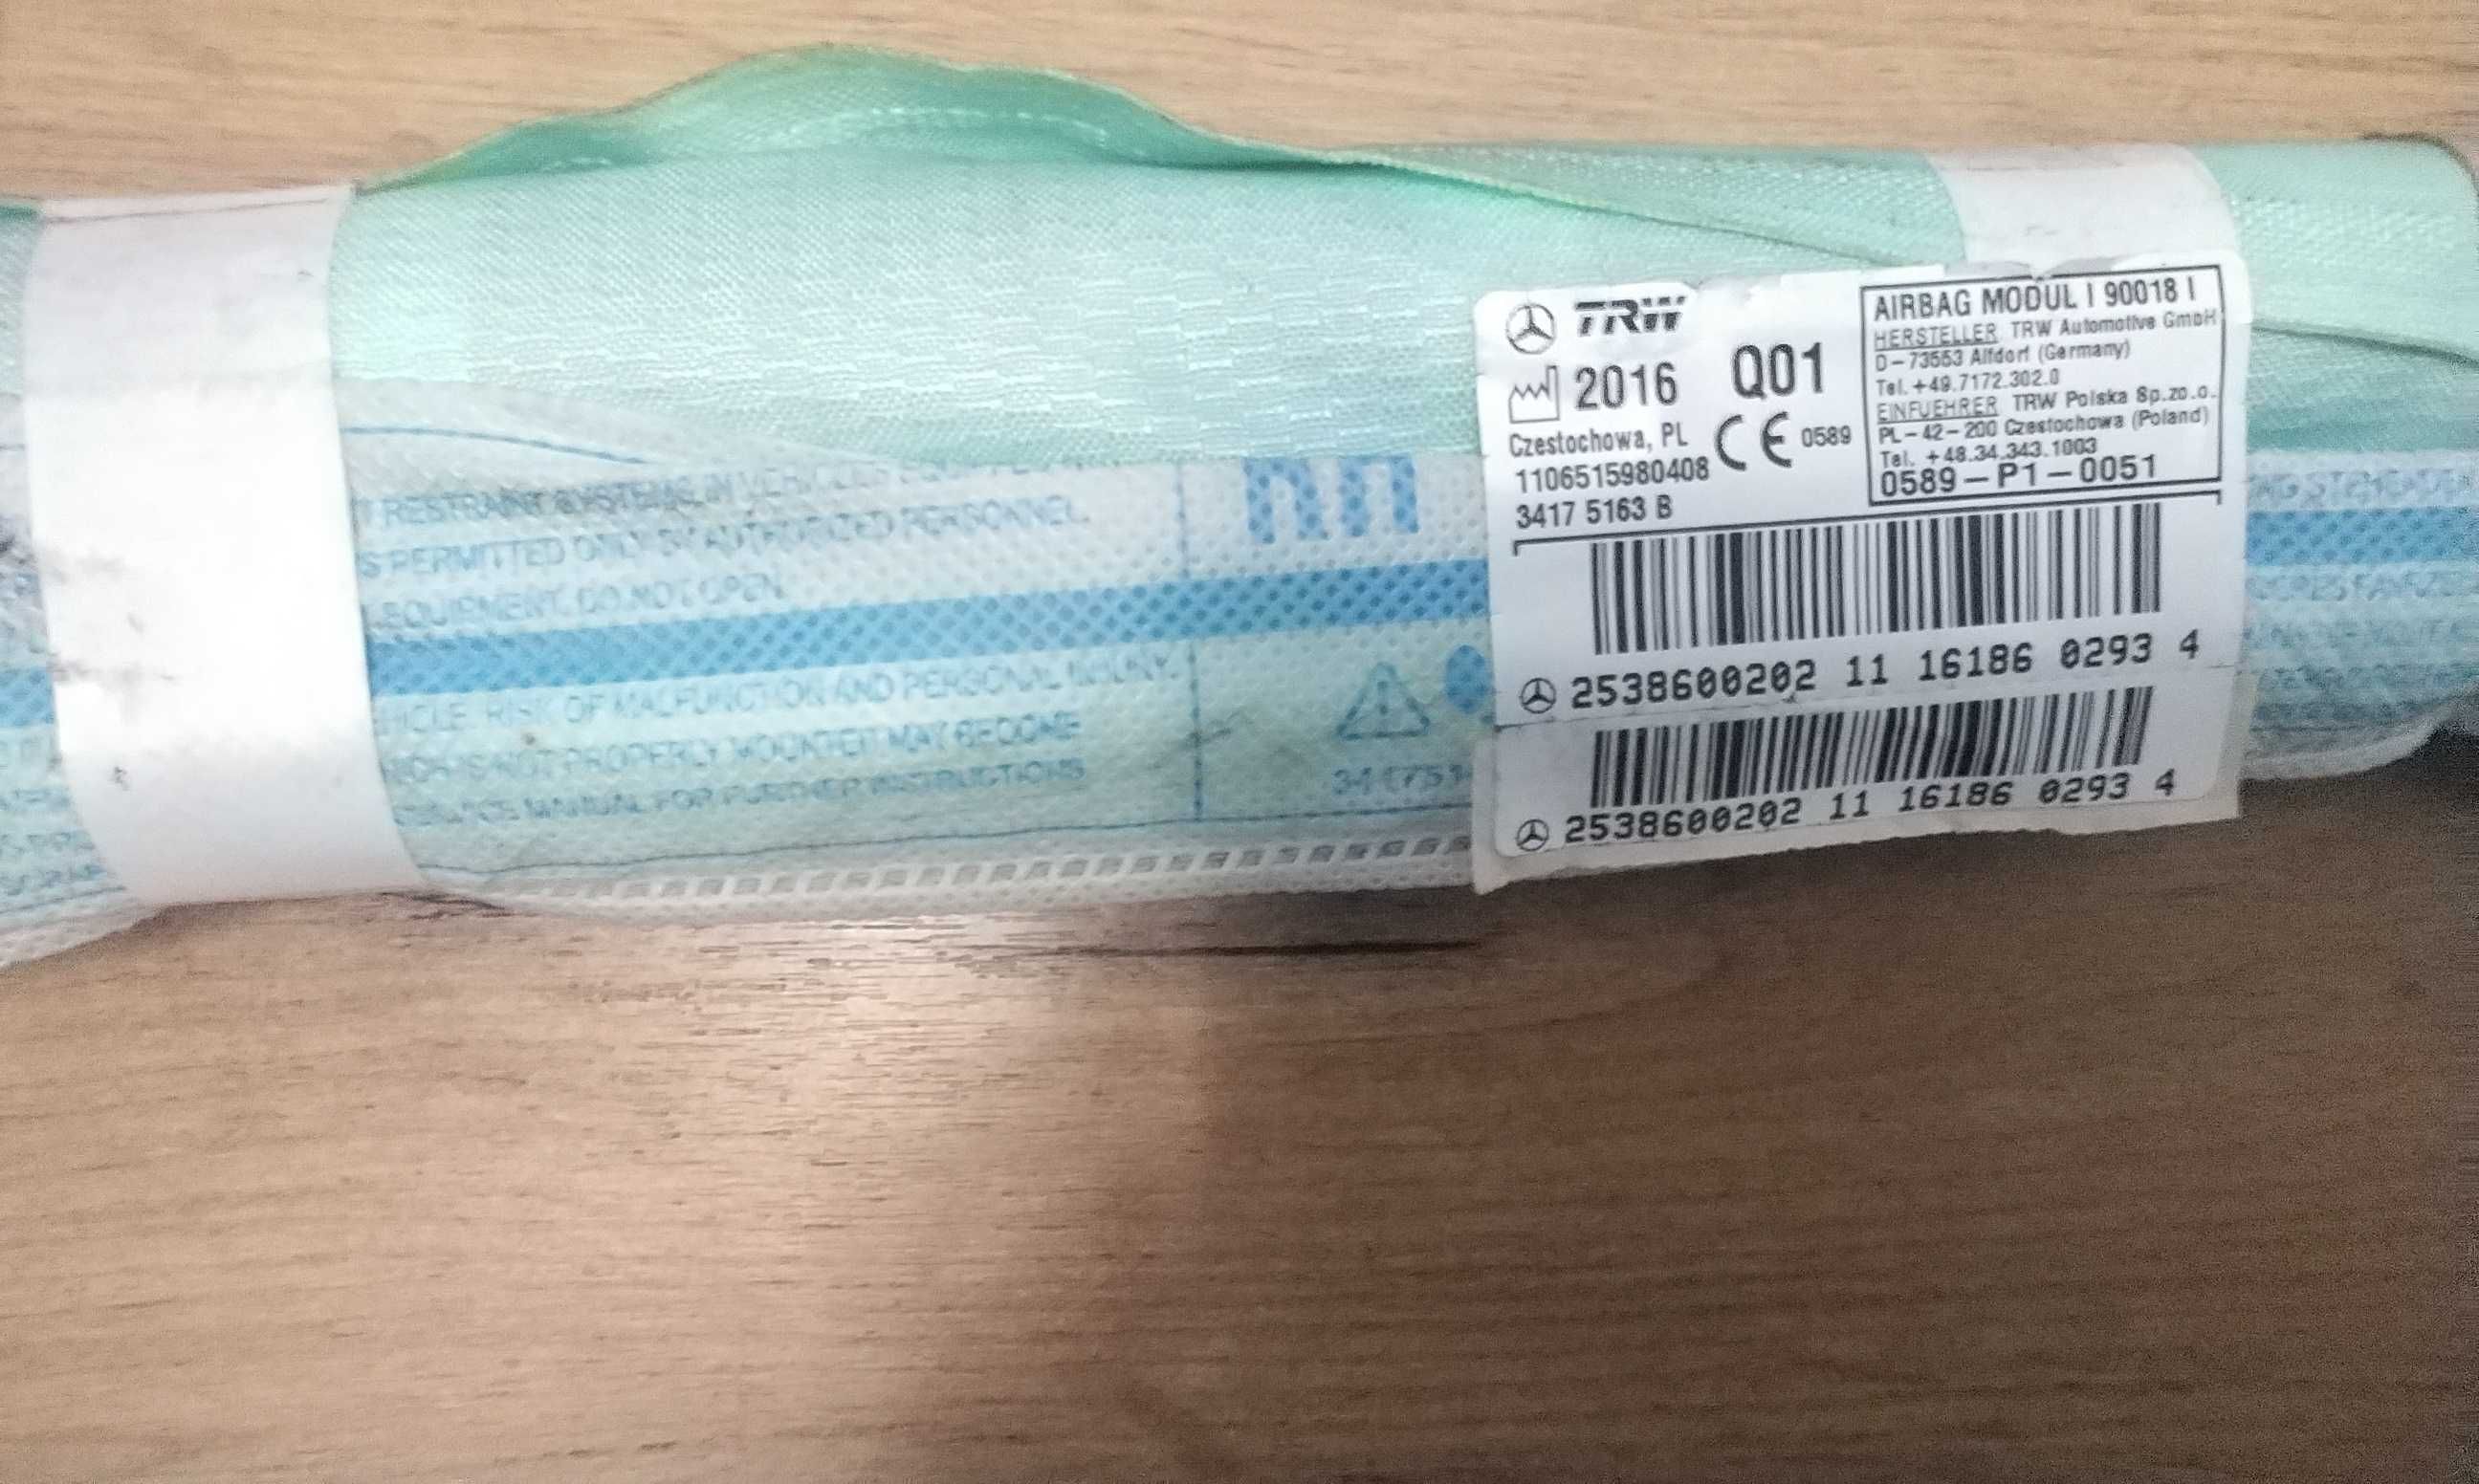 TRW
2016 Q01
Czestochowa, PL
CE 0589
1106515980408
3417 5163 B
AIRBAG MODUL I 90018 I
HERSTELLER TRW Automotive GmbH
D-73553 Alfdorf (Germany)
Tel. +49.7172.302.0
EINFUEHRER TRW Polska Sp.zo.o.
PL-42-200 Czestochowa (Poland)
Tel. +48.34.343.1003
0589-P1-0051
2538600202 11 16186 0293 4
2538600202 11 16186 0293 4
RESTRAINT SYSTEMS IN
S PERMITTED ONLY BY AUTHORIZED PERSONNEL.
EQUIPMENT. DO NOT OPEN
HICLE. RISK OF MALFUNCTION AND PERSONAL INJURY.
NOT PROPERLY MOUNTED MAY BECOME
MANUAL FOR FURTHER INSTRUCTIONS